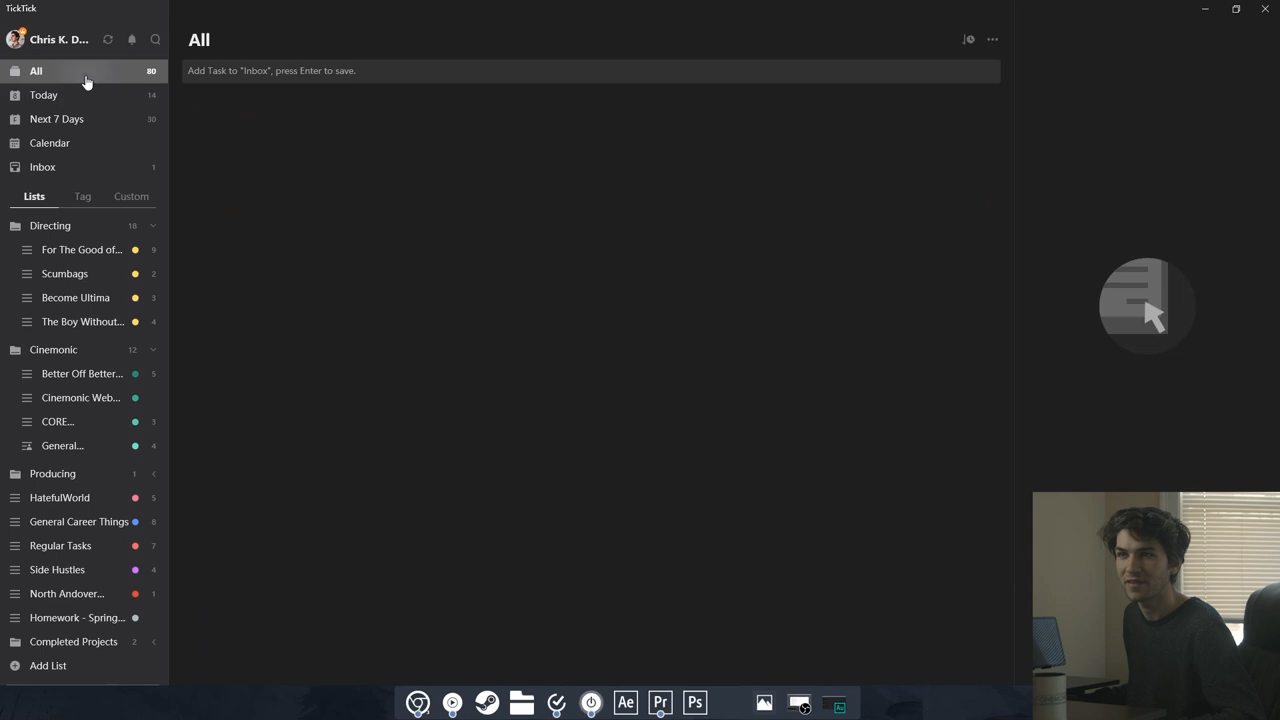 TickTick
Chris K. D...
All 80
Today 14
Next 7 Days 30
Calendar
Inbox 1
Lists Tag Custom
Directing 18
For The Good of... 9
Scumbags 2
Become Ultima 3
The Boy Without... 4
Cinemonic 12
Better Off Better... 5
Cinemonic Web...
CORE... 3
General... 4
Producing 1
HatefulWorld 5
General Career Things 8
Regular Tasks 7
Side Hustles 4
North Andover... 1
Homework - Spring...
Completed Projects 2
Add List
All
Add Task to "Inbox", press Enter to save.
Ae Pr Ps